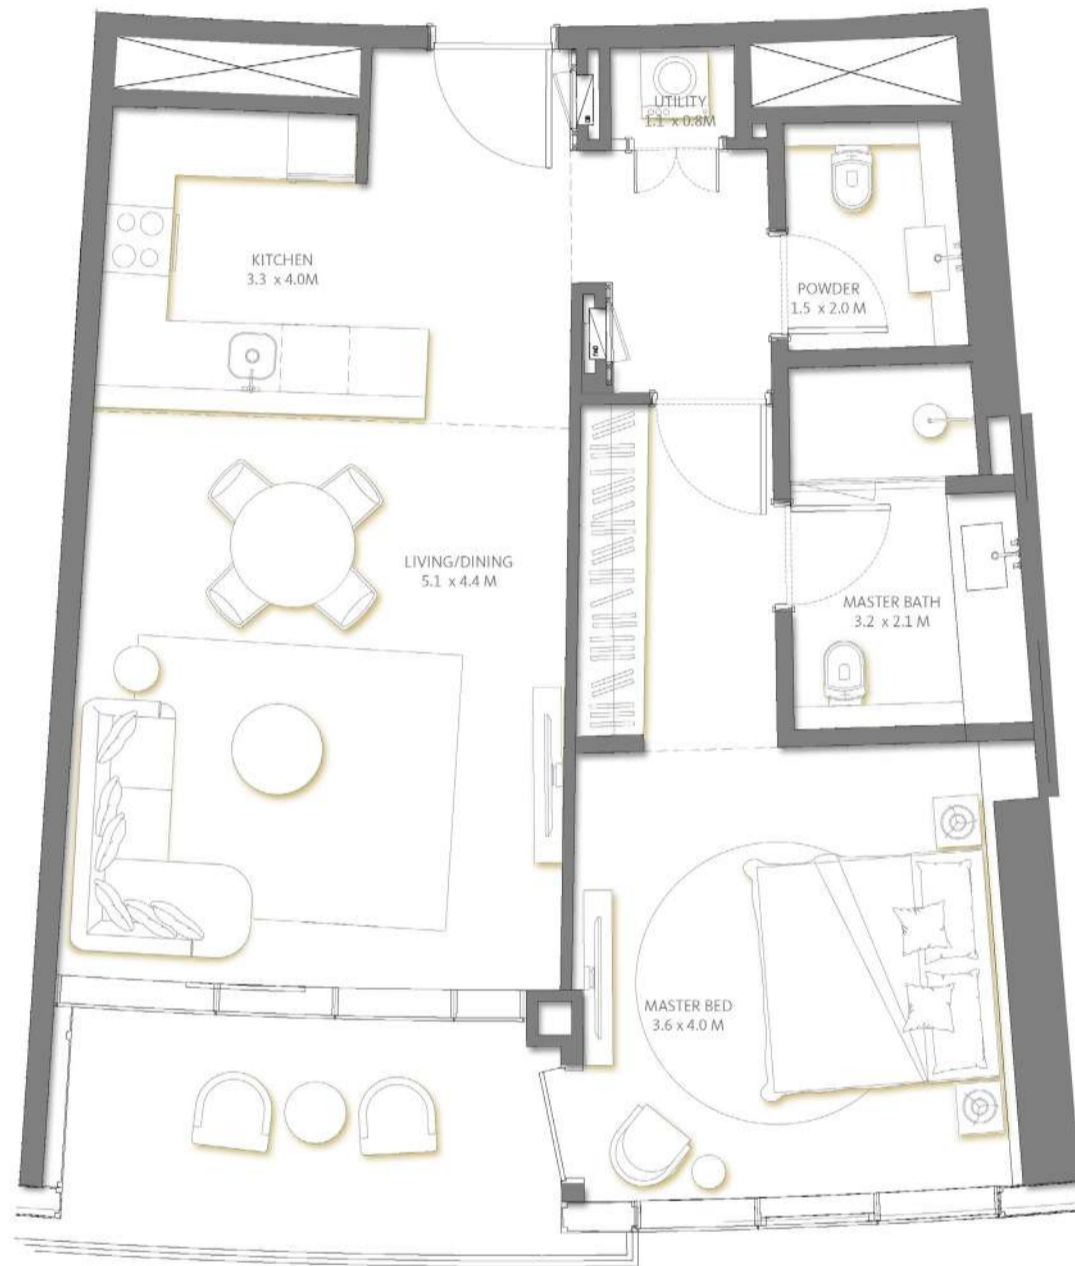 UTILITY
1.1 x 0.8M
KITCHEN
3.3 x 4.0M
POWDER
1.5 x 2.0 M
LIVING/DINING
5.1 x 4.4 M
MASTER BATH
3.2 x 2.1 M
MASTER BED
3.6 x 4.0 M